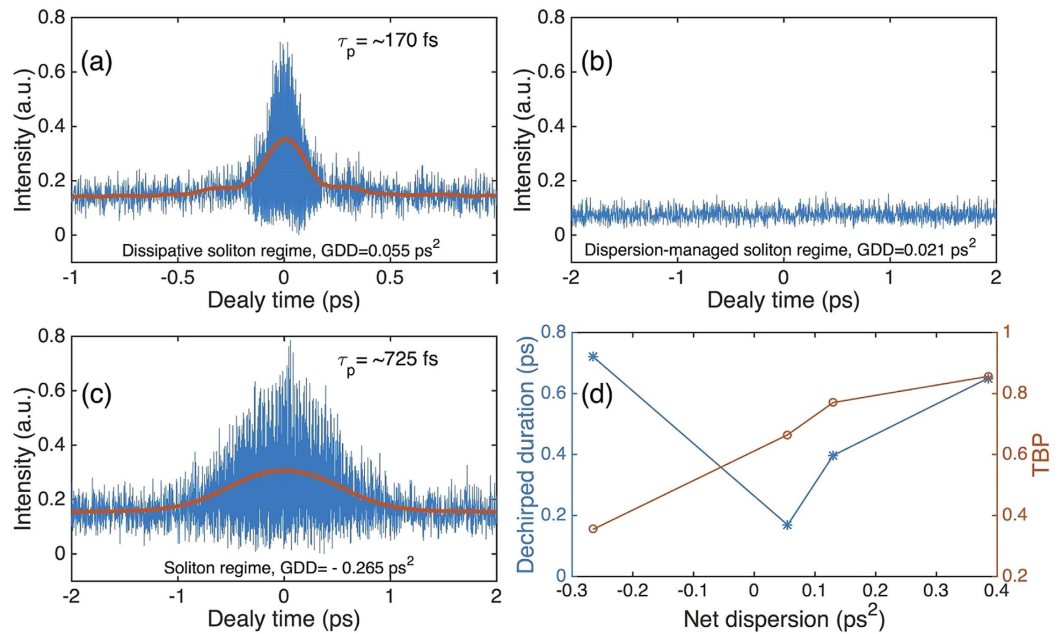 (a)
τp = ~170 fs
Intensity (a.u.)
0.8
0.6
0.4
0.2
0
Dissipative soliton regime, GDD=0.055 ps2
-1
-0.5
0
0.5
1
Dealy time (ps)
(b)
Intensity (a.u.)
0.8
0.6
0.4
0.2
0
Dispersion-managed soliton regime, GDD=0.021 ps2
-2
-1
0
1
2
Dealy time (ps)
(c)
τp = ~725 fs
Intensity (a.u.)
0.8
0.6
0.4
0.2
0
Soliton regime, GDD= - 0.265 ps2
-2
-1
0
1
2
Dealy time (ps)
(d)
Dechirped duration (ps)
0.8
0.6
0.4
0.2
0
TBP
1
0.8
0.6
0.4
0.2
-0.3
-0.2
-0.1
0
0.1
0.2
0.3
0.4
Net dispersion (ps2)